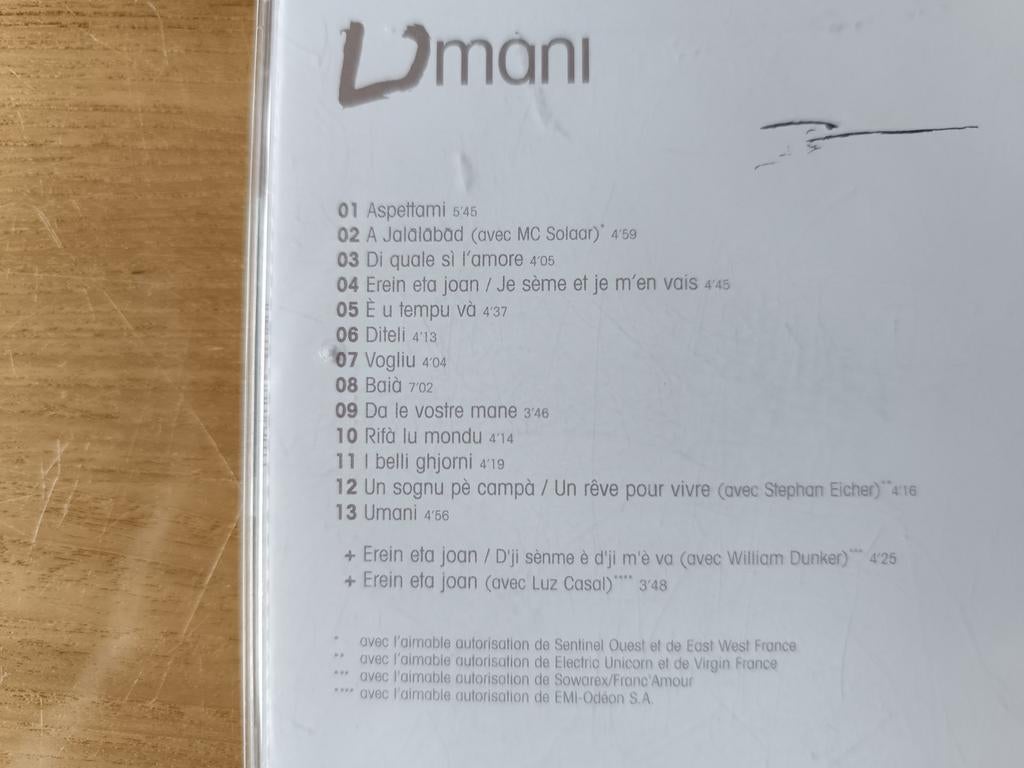 Umani
01 Aspettami 5'45
02 A Jalālābād (avec MC Solaar)* 4'59
03 Di quale sì l'amore 4'05
04 Erein eta joan / Je sème et je m'en vais 4'45
05 È u tempu và 4'37
06 Diteli 4'13
07 Vogliu 4'04
08 Baià 7'02
09 Da le vostre mane 3'46
10 Rifà lu mondu 4'14
11 I belli ghjorni 4'19
12 Un sognu pè campà / Un rêve pour vivre (avec Stephan Eicher)** 4'16
13 Umani 4'56
+ Erein eta joan / D'ji sènme è d'ji m'è va (avec William Dunker)*** 4'25
+ Erein eta joan (avec Luz Casal)**** 3'48
* avec l'aimable autorisation de Sentinel Ouest et de East West France
** avec l'aimable autorisation de Electric Unicorn et de Virgin France
*** avec l'aimable autorisation de Sowarex/Franc'Amour
**** avec l'aimable autorisation de EMI-Odéon S.A.